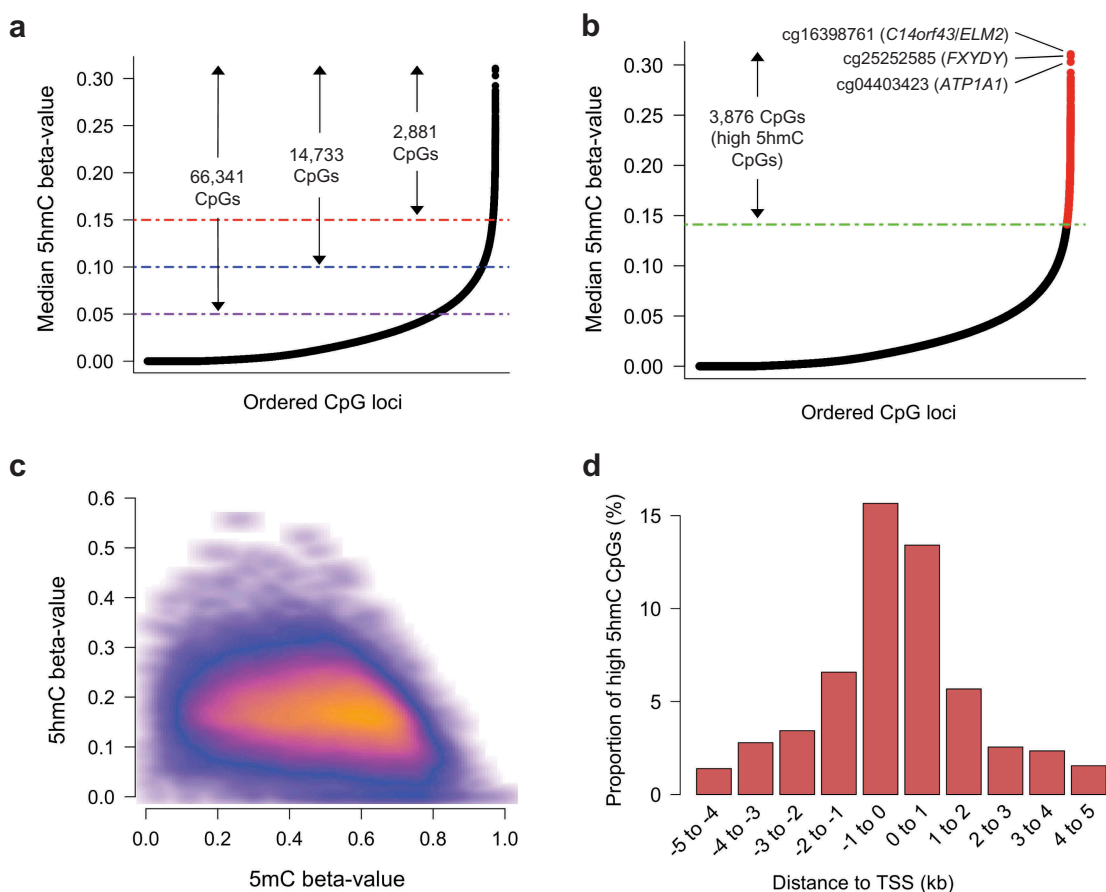 a
Median 5hmC beta-value
0.30
0.25
0.20
0.15
0.10
0.05
0.00
66,341
CpGs
14,733
CpGs
2,881
CpGs
Ordered CpG loci
b
Median 5hmC beta-value
0.30
0.25
0.20
0.15
0.10
0.05
0.00
cg16398761 (C14orf43/ELM2)
cg25252585 (FXYDY)
cg04403423 (ATP1A1)
3,876 CpGs
(high 5hmC
CpGs)
Ordered CpG loci
c
5hmC beta-value
0.6
0.5
0.4
0.3
0.2
0.1
0.0
0.0 0.2 0.4 0.6 0.8 1.0
5mC beta-value
d
Proportion of high 5hmC CpGs (%)
15
10
5
0
-5 to -4
-4 to -3
-3 to -2
-2 to -1
-1 to 0
0 to 1
1 to 2
2 to 3
3 to 4
4 to 5
Distance to TSS (kb)